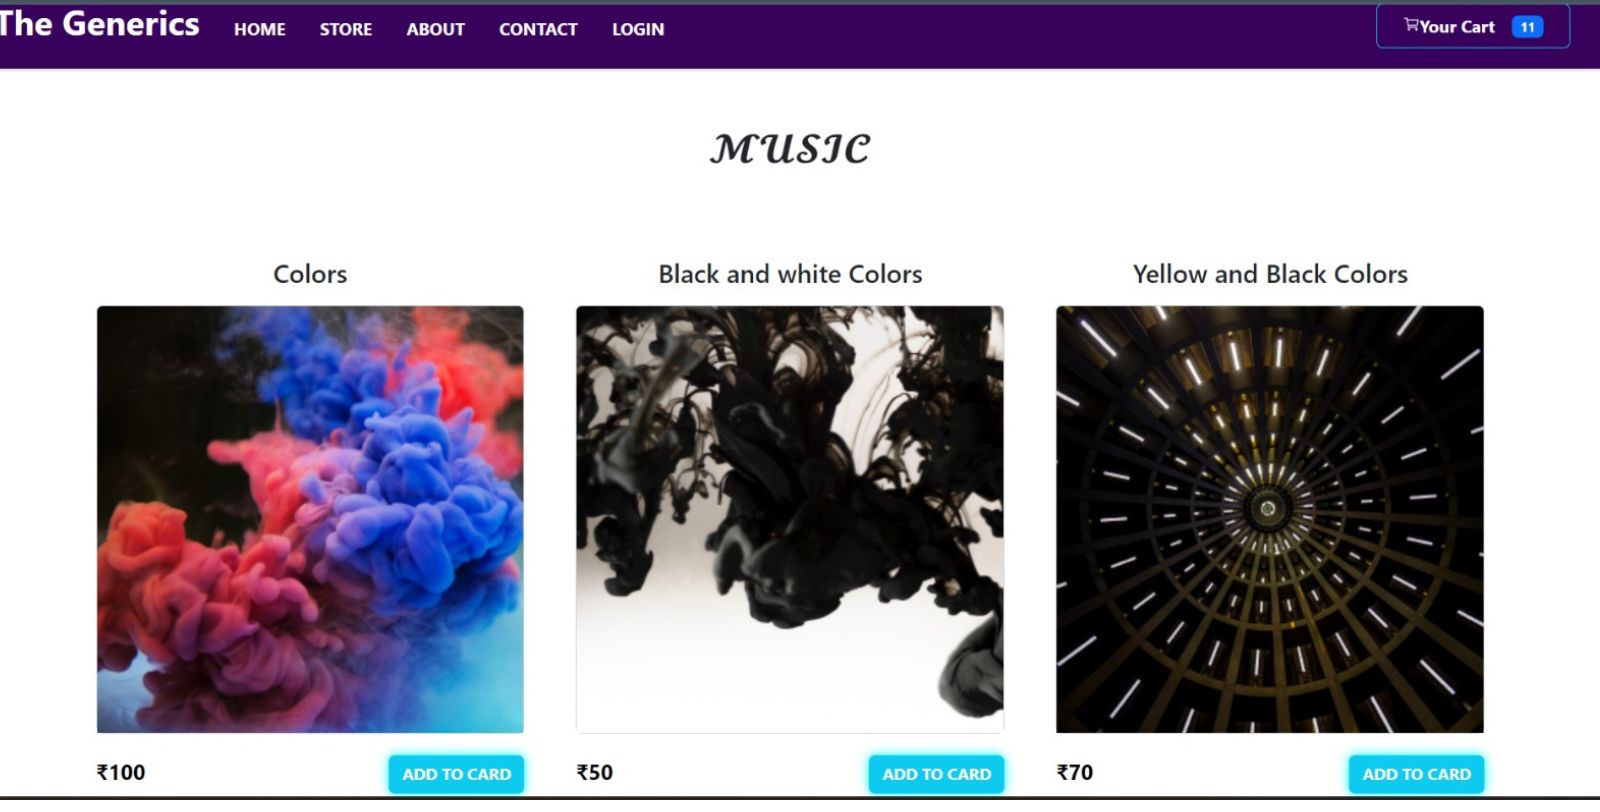 The Generics HOME STORE ABOUT CONTACT LOGIN Your Cart 11
MUSIC
Colors
Black and white Colors
Yellow and Black Colors
₹100 ADD TO CARD
₹50 ADD TO CARD
₹70 ADD TO CARD